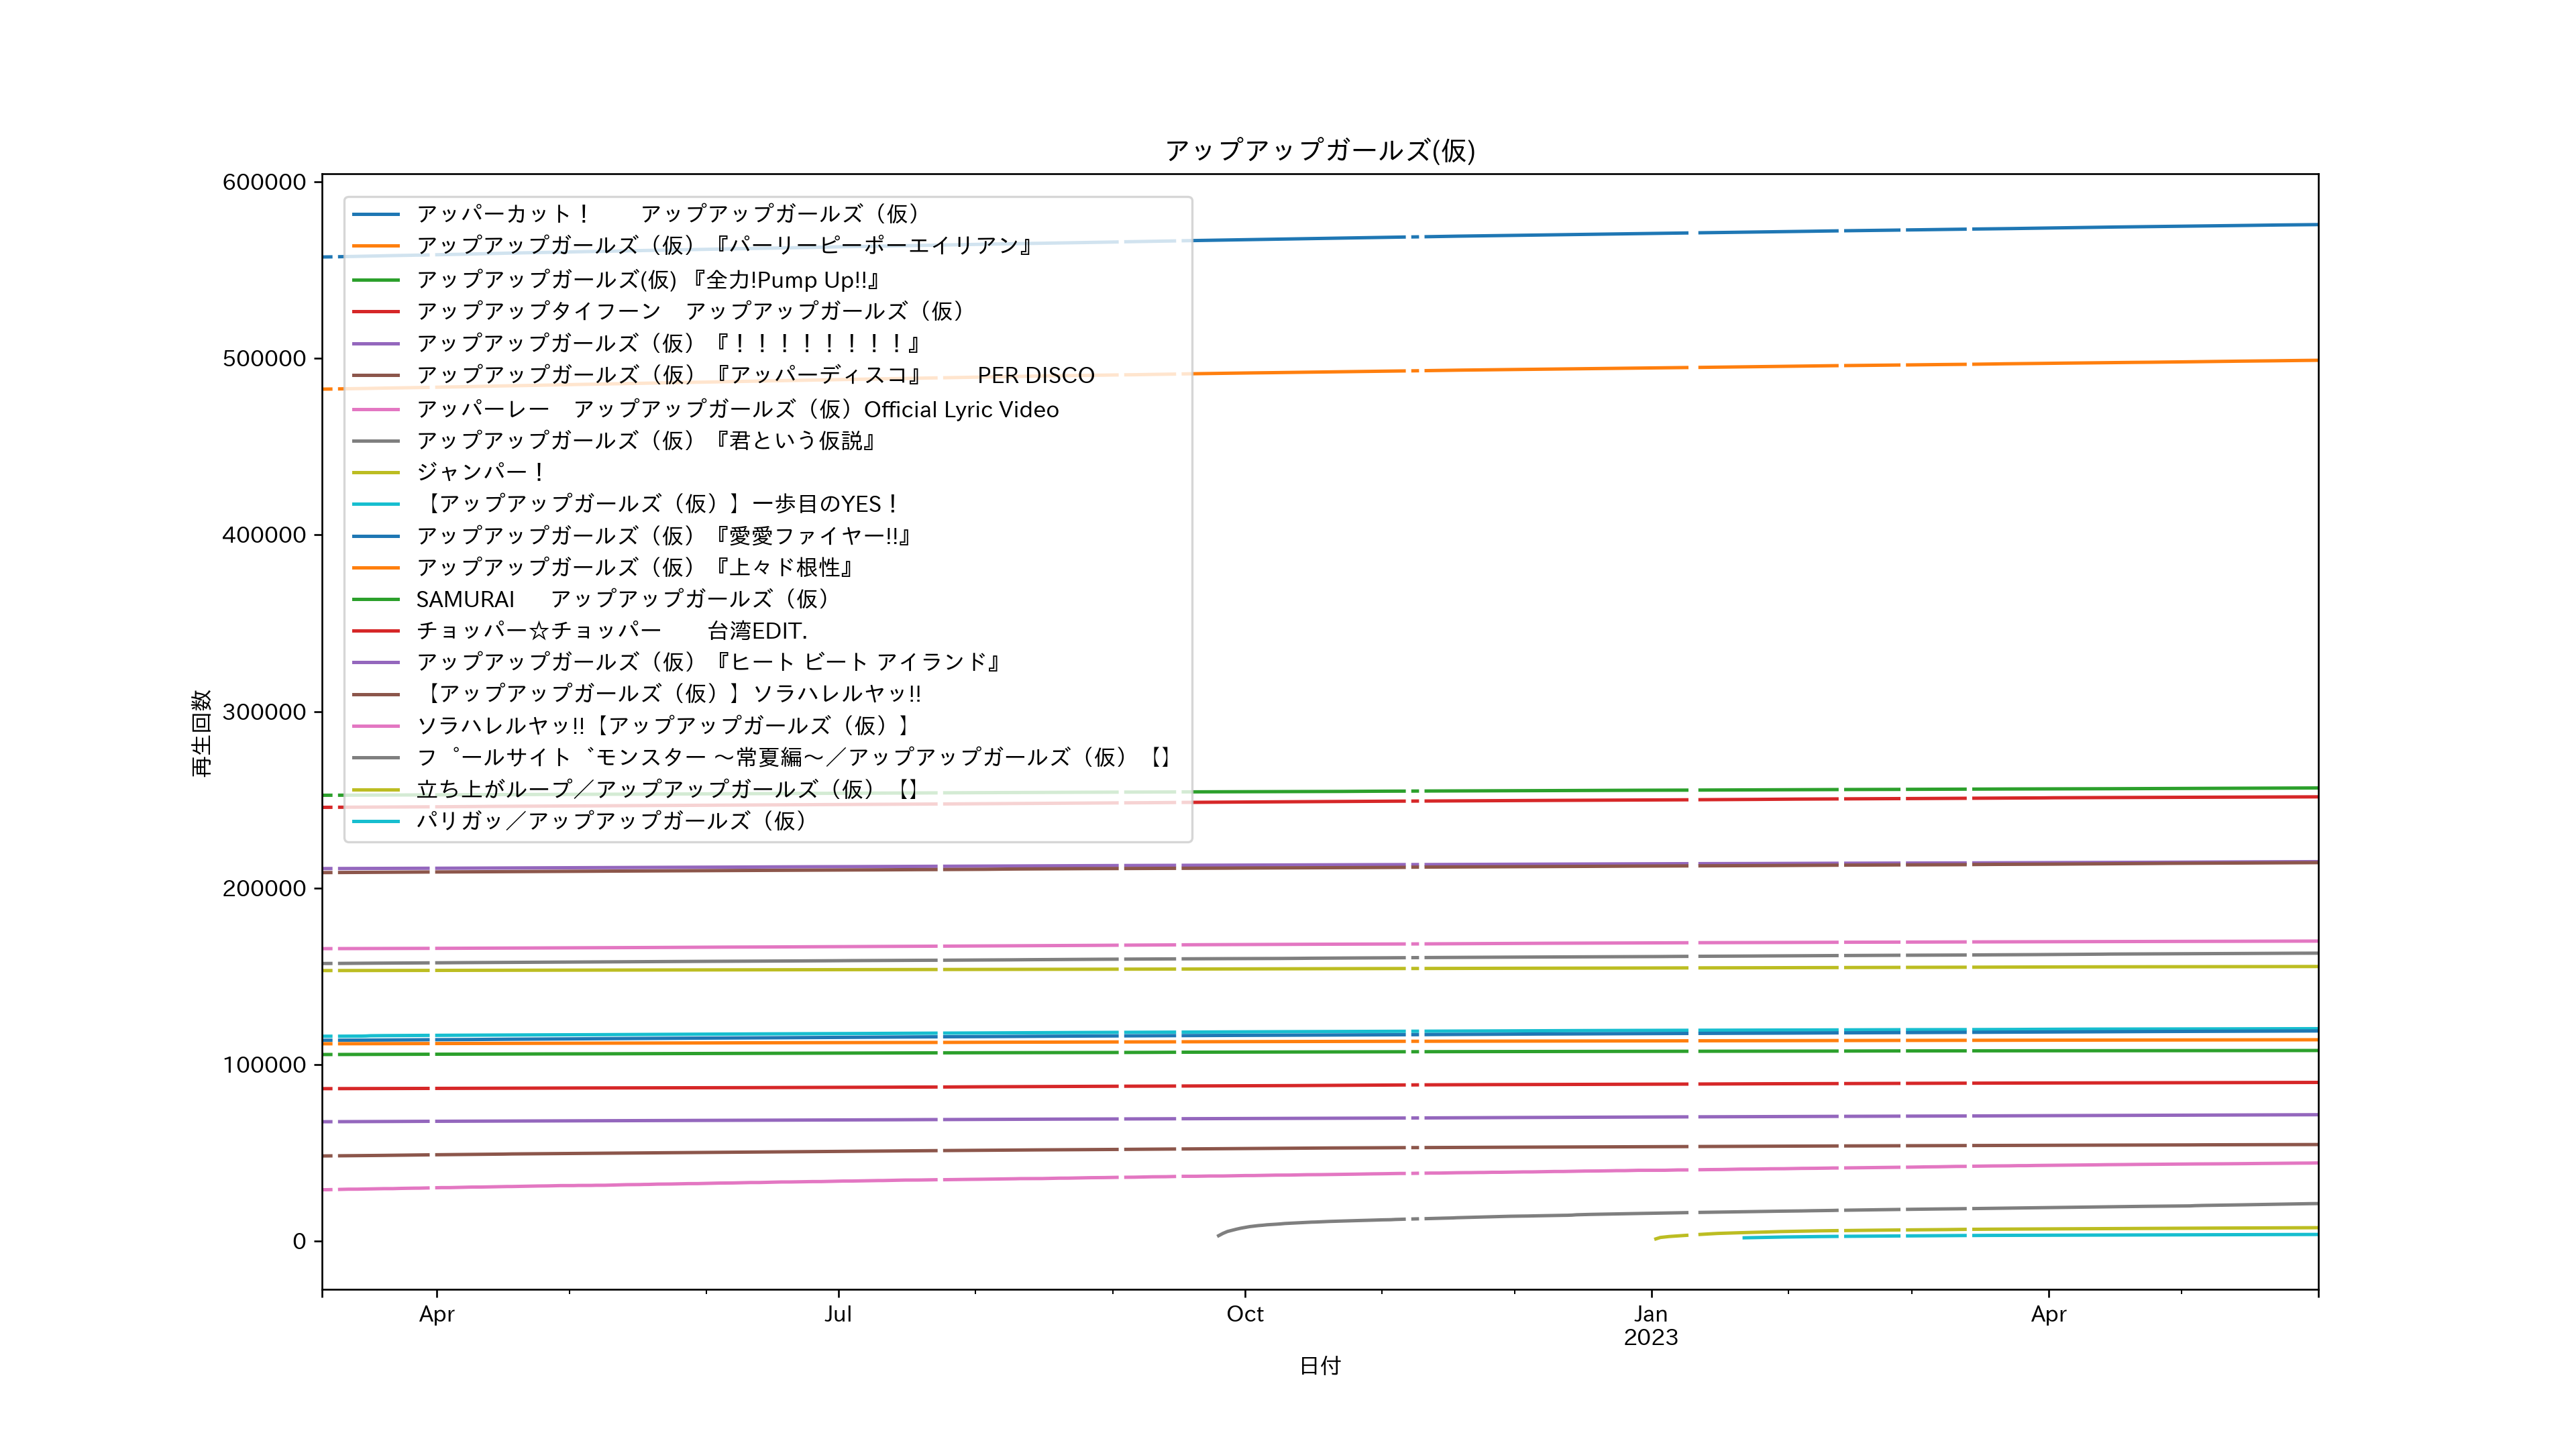 アップアップガールズ(仮)
600000
500000
400000
300000
200000
100000
0
再生回数
アッパーカット！　　アップアップガールズ（仮）
アップアップガールズ（仮）『パーリーピーポーエイリアン』
アップアップガールズ(仮) 『全力!Pump Up!!』
アップアップタイフーン　アップアップガールズ（仮）
アップアップガールズ（仮）『！！！！！！！！』
アップアップガールズ（仮）『アッパーディスコ』　　PER DISCO
アッパーレー　アップアップガールズ（仮）Official Lyric Video
アップアップガールズ（仮）『君という仮説』
ジャンパー！
【アップアップガールズ（仮）】一歩目のYES！
アップアップガールズ（仮）『愛愛ファイヤー!!』
アップアップガールズ（仮）『上々ド根性』
SAMURAI　 アップアップガールズ（仮）
チョッパー☆チョッパー　　台湾EDIT.
アップアップガールズ（仮）『ヒート ビート アイランド』
【アップアップガールズ（仮）】ソラハレルヤッ!!
ソラハレルヤッ!!【アップアップガールズ（仮）】
フ゜ールサイト゛モンスター 〜常夏編〜／アップアップガールズ（仮）【】
立ち上がループ／アップアップガールズ（仮）【】
パリガッ／アップアップガールズ（仮）
Apr
Jul
Oct
Jan
2023
Apr
日付